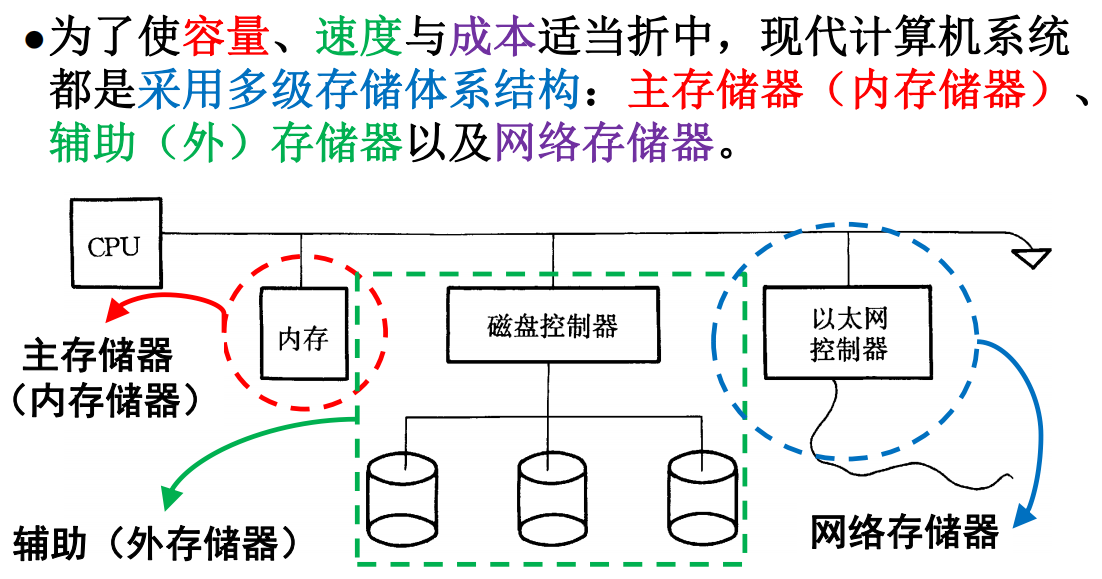 ●为了使容量、速度与成本适当折中，现代计算机系统
都是采用多级存储体系结构：主存储器（内存储器）、
辅助（外）存储器以及网络存储器。
CPU
内存
磁盘控制器
以太网
控制器
主存储器
（内存储器）
辅助（外存储器）
网络存储器